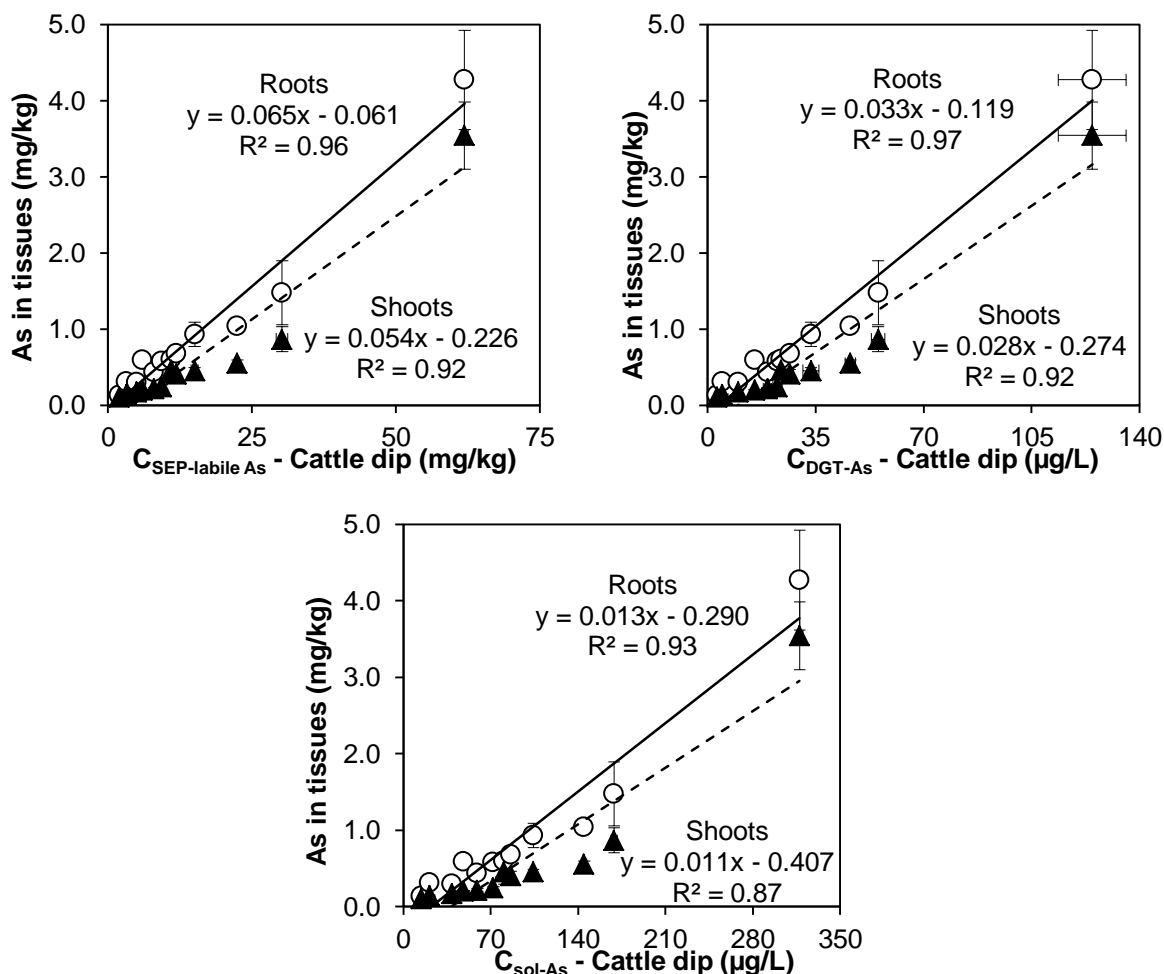 As in tissues (mg/kg)
5.0
4.0
3.0
2.0
1.0
0.0
Roots
y = 0.065x - 0.061
R² = 0.96
Shoots
y = 0.054x - 0.226
R² = 0.92
0 25 50 75
C_SEP-labile As - Cattle dip (mg/kg)
As in tissues (mg/kg)
5.0
4.0
3.0
2.0
1.0
0.0
Roots
y = 0.033x - 0.119
R² = 0.97
Shoots
y = 0.028x - 0.274
R² = 0.92
0 35 70 105 140
C_DGT-As - Cattle dip (µg/L)
As in tissues (mg/kg)
5.0
4.0
3.0
2.0
1.0
0.0
Roots
y = 0.013x - 0.290
R² = 0.93
Shoots
y = 0.011x - 0.407
R² = 0.87
0 70 140 210 280 350
C_sol-As - Cattle dip (µg/L)